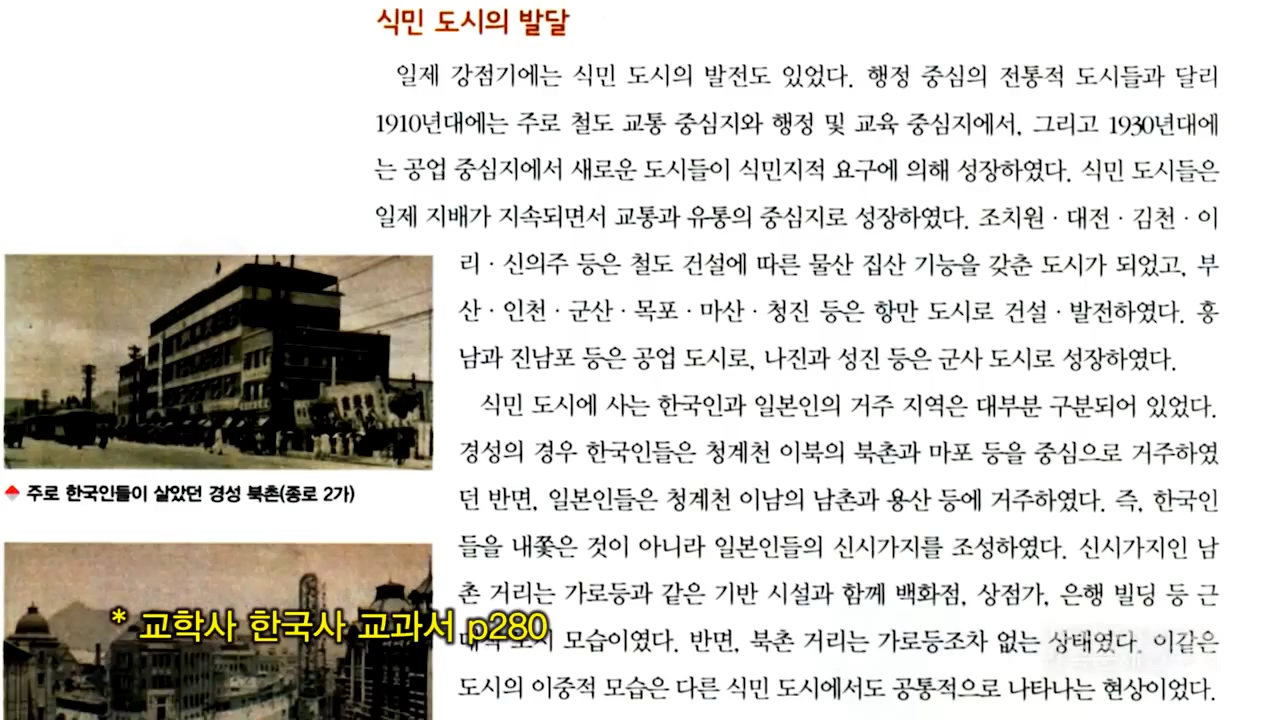 식민 도시의 발달
일제 강점기에는 식민 도시의 발전도 있었다. 행정 중심의 전통적 도시들과 달리
1910년대에는 주로 철도 교통 중심지와 행정 및 교육 중심지에서, 그리고 1930년대에
는 공업 중심지에서 새로운 도시들이 식민지적 요구에 의해 성장하였다. 식민 도시들은
일제 지배가 지속되면서 교통과 유통의 중심지로 성장하였다. 조치원 · 대전 · 김천 · 이
리 · 신의주 등은 철도 건설에 따른 물산 집산 기능을 갖춘 도시가 되었고, 부
산 · 인천 · 군산 · 목포 · 마산 · 청진 등은 항만 도시로 건설 · 발전하였다. 흥
남과 진남포 등은 공업 도시로, 나진과 성진 등은 군사 도시로 성장하였다.
식민 도시에 사는 한국인과 일본인의 거주 지역은 대부분 구분되어 있었다.
경성의 경우 한국인들은 청계천 이북의 북촌과 마포 등을 중심으로 거주하였
던 반면, 일본인들은 청계천 이남의 남촌과 용산 등에 거주하였다. 즉, 한국인
들을 내쫓은 것이 아니라 일본인들의 신시가지를 조성하였다. 신시가지인 남
촌 거리는 가로등과 같은 기반 시설과 함께 백화점, 상점가, 은행 빌딩 등 근
모습이었다. 반면, 북촌 거리는 가로등조차 없는 상태였다. 이같은
도시의 이중적 모습은 다른 식민 도시에서도 공통적으로 나타나는 현상이었다.
주로 한국인들이 살았던 경성 북촌(종로 2가)
* 교학사 한국사 교과서 p280